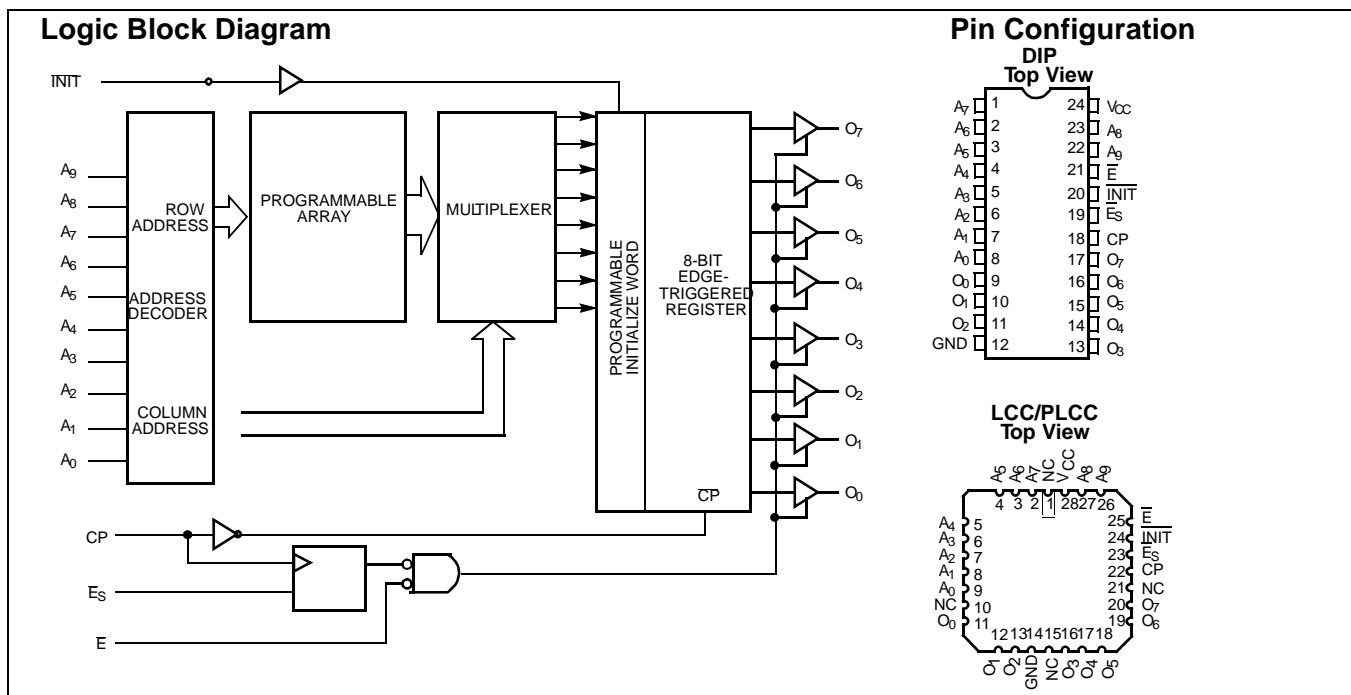 Logic Block Diagram
INIT
A9
A8
A7
A6
A5
A4
A3
A2
A1
A0
ROW
ADDRESS
ADDRESS
DECODER
COLUMN
ADDRESS
PROGRAMMABLE
ARRAY
MULTIPLEXER
PROGRAMMABLE
INITIALIZE WORD
8-BIT
EDGE-
TRIGGERED
REGISTER
CP
O7
O6
O5
O4
O3
O2
O1
O0
CP
ES
E
Pin Configuration
DIP
Top View
A7 1 24 VCC
A6 2 23 A8
A5 3 22 A9
A4 4 21 E
A3 5 20 INIT
A2 6 19 ES
A1 7 18 CP
A0 8 17 O7
O0 9 16 O6
O1 10 15 O5
O2 11 14 O4
GND 12 13 O3
LCC/PLCC
Top View
A5 A6 A7 NC VCC A8 A9
4 3 2 1 28 27 26
A4 5 25 E
A3 6 24 INIT
A2 7 23 ES
A1 8 22 CP
A0 9 21 NC
NC 10 20 O7
O0 11 19 O6
12 13 14 15 16 17 18
O1 O2 GND NC O3 O4 O5